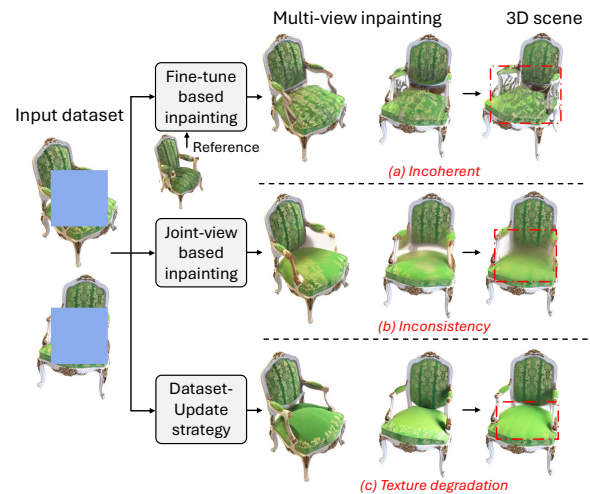 Multi-view inpainting
3D scene
Input dataset
Fine-tune
based
inpainting
Reference
(a) Incoherent
Joint-view
based
inpainting
(b) Inconsistency
Dataset-
Update
strategy
(c) Texture degradation